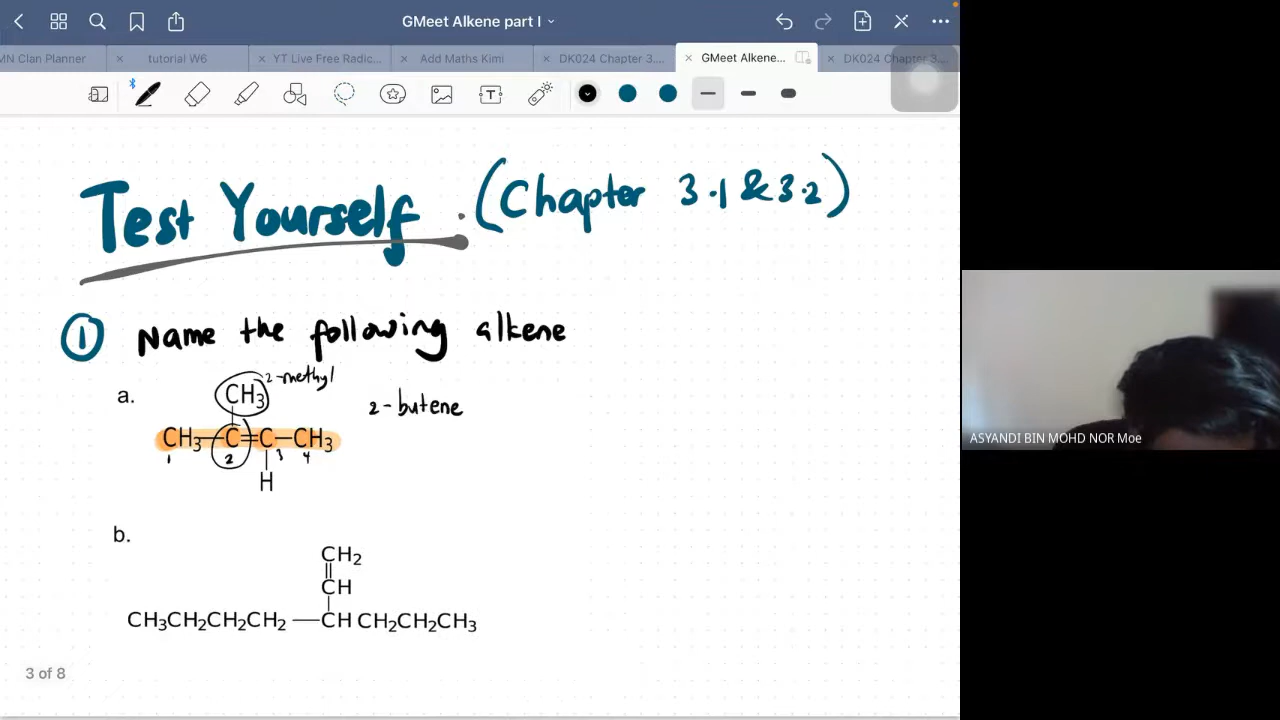 GMeet Alkene part I
MN Clan Planner
tutorial W6
YT Live Free Radic...
Add Maths Kimi
DK024 Chapter 3....
GMeet Alkene...
DK024 Chapter 3....
Test Yourself. (Chapter 3.1 & 3.2)
1 Name the following alkene
a.
CH3 2-methyl
2-butene
CH3—C=C—CH3
1 2 3 4
H
b.
CH2
CH
CH3CH2CH2CH2 —CH CH2CH2CH3
3 of 8
ASYANDI BIN MOHD NOR Moe